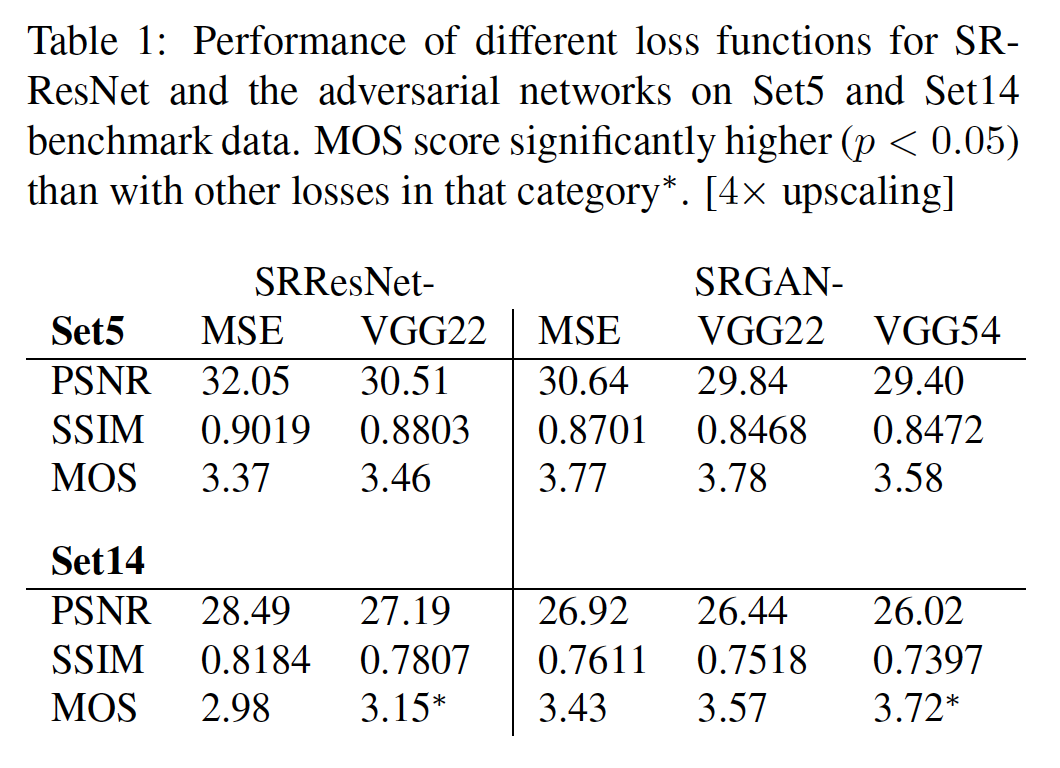 Table 1: Performance of different loss functions for SR-
ResNet and the adversarial networks on Set5 and Set14
benchmark data. MOS score significantly higher (p < 0.05)
than with other losses in that category*. [4× upscaling]
SRResNet- SRGAN-
Set5 MSE VGG22 MSE VGG22 VGG54
PSNR 32.05 30.51 30.64 29.84 29.40
SSIM 0.9019 0.8803 0.8701 0.8468 0.8472
MOS 3.37 3.46 3.77 3.78 3.58
Set14
PSNR 28.49 27.19 26.92 26.44 26.02
SSIM 0.8184 0.7807 0.7611 0.7518 0.7397
MOS 2.98 3.15* 3.43 3.57 3.72*